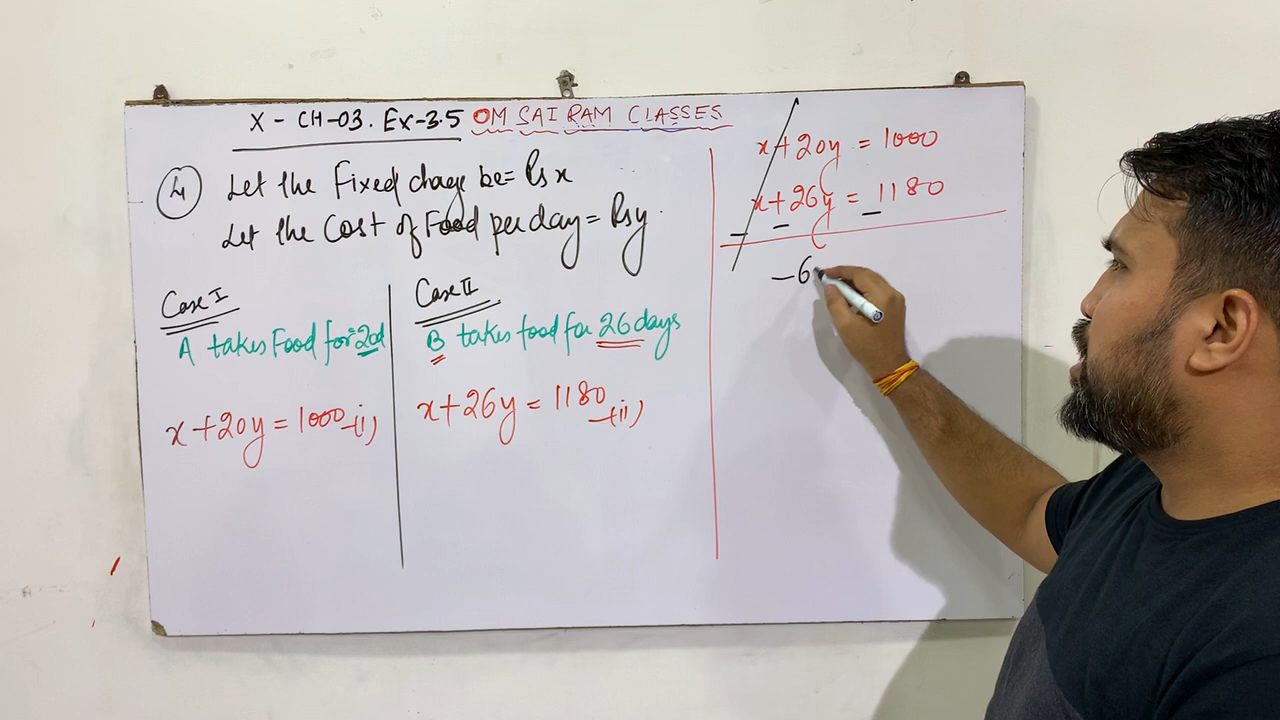 X - CH-03. Ex-3.5 OM SAI RAM CLASSES
4 Let the Fixed chage be = Rs x
Let the Cost of Food per day = Rs y.
Case I
A takes Food for 20d
x + 20y = 1000 -(i)
Case II
B takes food for 26 days
x + 26y = 1180 -(ii)
x + 20y = 1000
x + 26y = 1180
- - -
-6